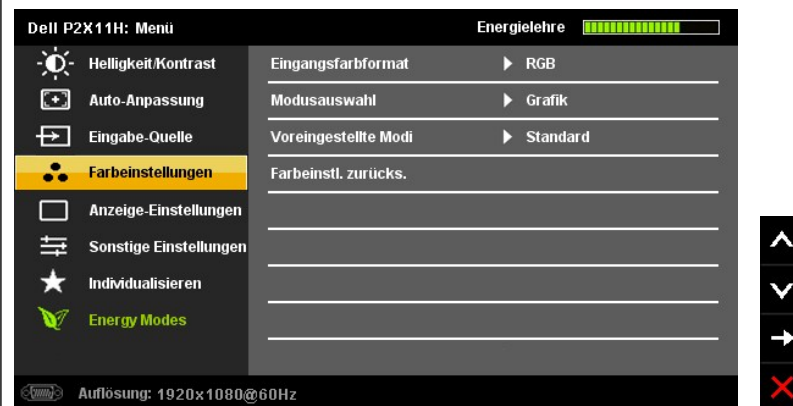 Dell P2X11H: Menü
Energielehre
Helligkeit/Kontrast
Auto-Anpassung
Eingabe-Quelle
Farbeinstellungen
Anzeige-Einstellungen
Sonstige Einstellungen
Individualisieren
Energy Modes
Eingangsfarbformat RGB
Modusauswahl Grafik
Voreingestellte Modi Standard
Farbeinstl. zurücks.
Auflösung: 1920x1080@60Hz